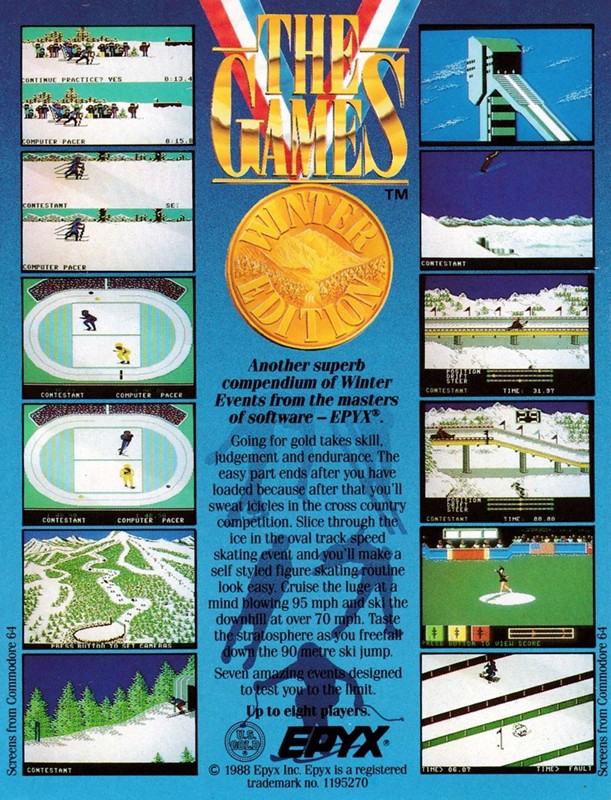 THE
GAMES
TM
WINTER
EDITION
Another superb
compendium of Winter
Events from the masters
of software – EPYX®.
Going for gold takes skill,
judgement and endurance. The
easy part ends after you have
loaded because after that you'll
sweat icicles in the cross country
competition. Slice through the
ice in the oval track speed
skating event and you'll make a
self styled figure skating routine
look easy. Cruise the luge at a
mind blowing 95 mph and ski the
downhill at over 70 mph. Taste
the stratosphere as you freefall
down the 90 metre ski jump.
Seven amazing events designed
to test you to the limit.
Up to eight players.
U.S.
GOLD
EPYX®
© 1988 Epyx Inc. Epyx is a registered
trademark no. 1195270
Screens from Commodore 64
CONTINUE PRACTICE? YES 0:13.4
COMPUTER PACER 0:15.8
CONTESTANT SE:
COMPUTER PACER
CONTESTANT COMPUTER PACER
CONTESTANT COMPUTER PACER
PRESS BUTTON TO SET CAMERAS
CONTESTANT
CONTESTANT
POSITION
DRIFT
STEER
CONTESTANT TIME: 31.97
29
POSITION
DRIFT
STEER
CONTESTANT TIME: 00.00
PRESS BUTTON TO VIEW SCORE
TIME> 06.07 TIME> FAULT
Screens from Commodore 64